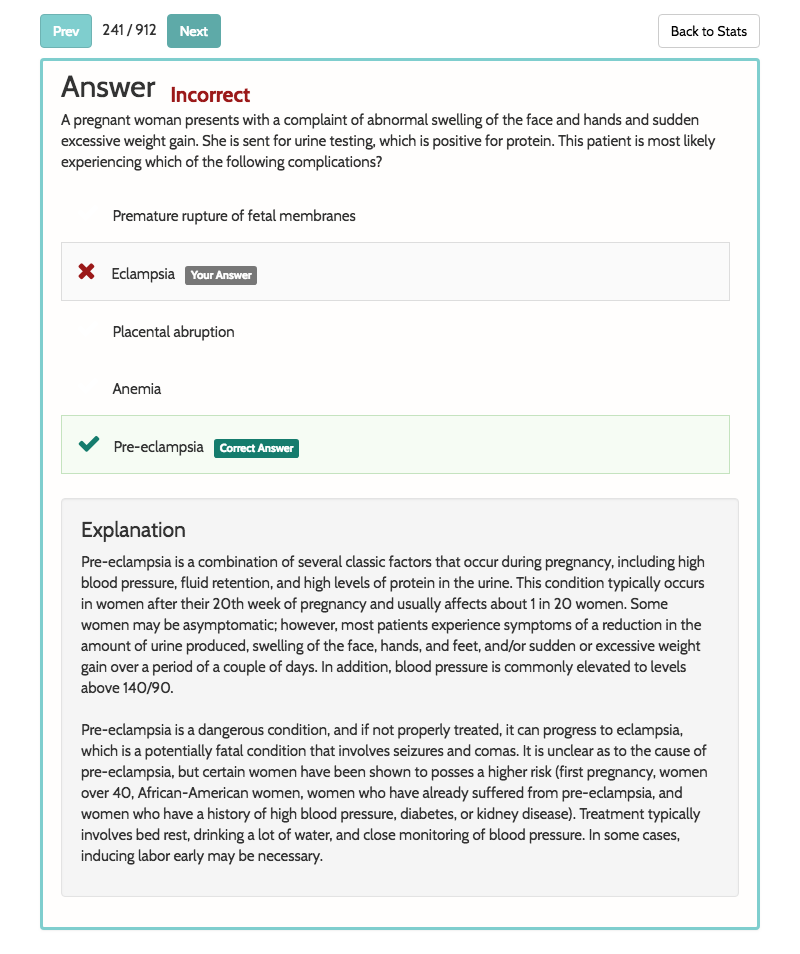 Prev 241 / 912 Next Back to Stats
Answer Incorrect
A pregnant woman presents with a complaint of abnormal swelling of the face and hands and sudden
excessive weight gain. She is sent for urine testing, which is positive for protein. This patient is most likely
experiencing which of the following complications?
Premature rupture of fetal membranes
Eclampsia Your Answer
Placental abruption
Anemia
Pre-eclampsia Correct Answer
Explanation
Pre-eclampsia is a combination of several classic factors that occur during pregnancy, including high
blood pressure, fluid retention, and high levels of protein in the urine. This condition typically occurs
in women after their 20th week of pregnancy and usually affects about 1 in 20 women. Some
women may be asymptomatic; however, most patients experience symptoms of a reduction in the
amount of urine produced, swelling of the face, hands, and feet, and/or sudden or excessive weight
gain over a period of a couple of days. In addition, blood pressure is commonly elevated to levels
above 140/90.
Pre-eclampsia is a dangerous condition, and if not properly treated, it can progress to eclampsia,
which is a potentially fatal condition that involves seizures and comas. It is unclear as to the cause of
pre-eclampsia, but certain women have been shown to posses a higher risk (first pregnancy, women
over 40, African-American women, women who have already suffered from pre-eclampsia, and
women who have a history of high blood pressure, diabetes, or kidney disease). Treatment typically
involves bed rest, drinking a lot of water, and close monitoring of blood pressure. In some cases,
inducing labor early may be necessary.